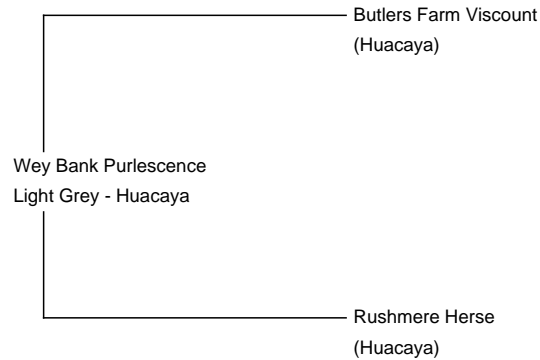 Butlers Farm Viscount
(Huacaya)
Wey Bank Purlescence
Light Grey - Huacaya
Rushmere Herse
(Huacaya)